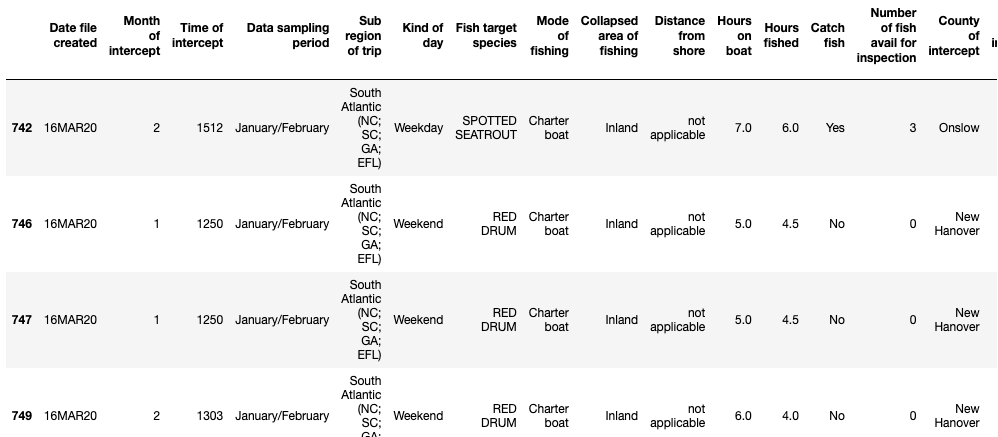 Date file created Month of intercept Time of intercept Data sampling period Sub region of trip Kind of day Fish target species Mode of fishing Collapsed area of fishing Distance from shore Hours on boat Hours fished Catch fish Number of fish avail for inspection County of intercept
742 16MAR20 2 1512 January/February South Atlantic (NC; SC; GA; EFL) Weekday SPOTTED SEATROUT Charter boat Inland not applicable 7.0 6.0 Yes 3 Onslow
746 16MAR20 1 1250 January/February South Atlantic (NC; SC; GA; EFL) Weekend RED DRUM Charter boat Inland not applicable 5.0 4.5 No 0 New Hanover
747 16MAR20 1 1250 January/February South Atlantic (NC; SC; GA; EFL) Weekend RED DRUM Charter boat Inland not applicable 5.0 4.5 No 0 New Hanover
749 16MAR20 2 1303 January/February South Atlantic (NC; SC; GA; Weekend RED DRUM Charter boat Inland not applicable 6.0 4.0 No 0 New Hanover